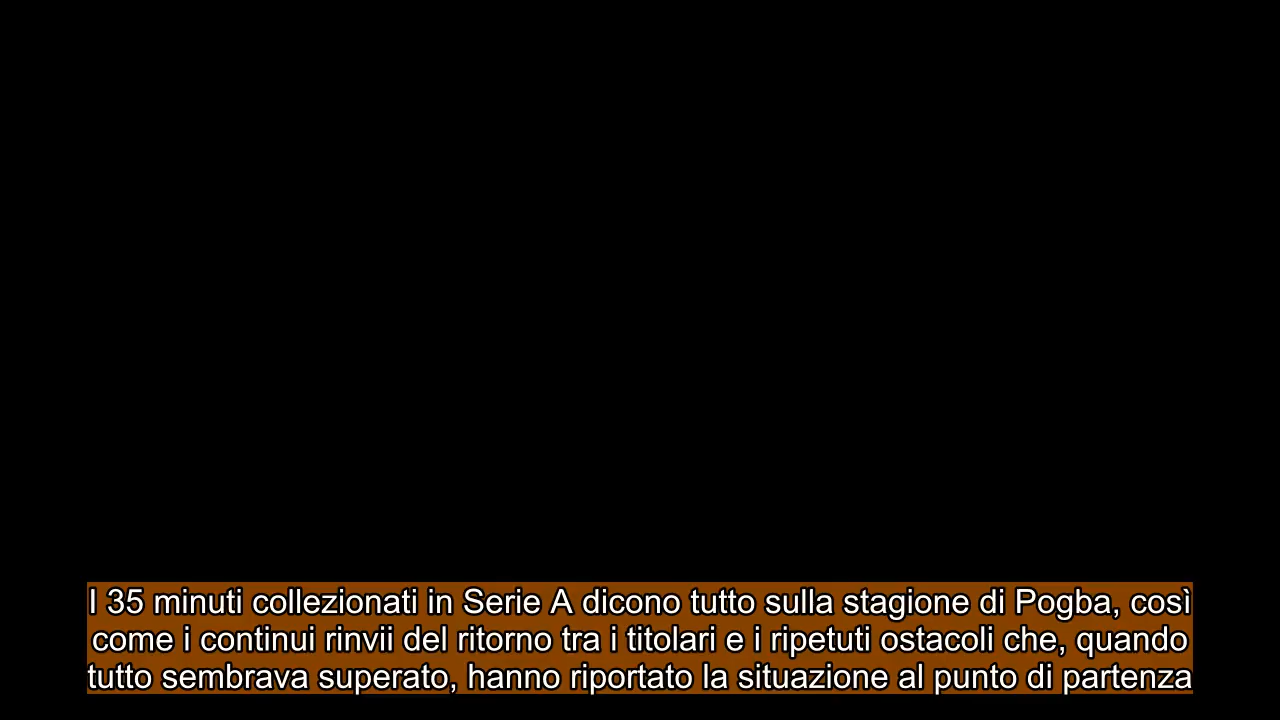 I 35 minuti collezionati in Serie A dicono tutto sulla stagione di Pogba, così
come i continui rinvii del ritorno tra i titolari e i ripetuti ostacoli che, quando
tutto sembrava superato, hanno riportato la situazione al punto di partenza